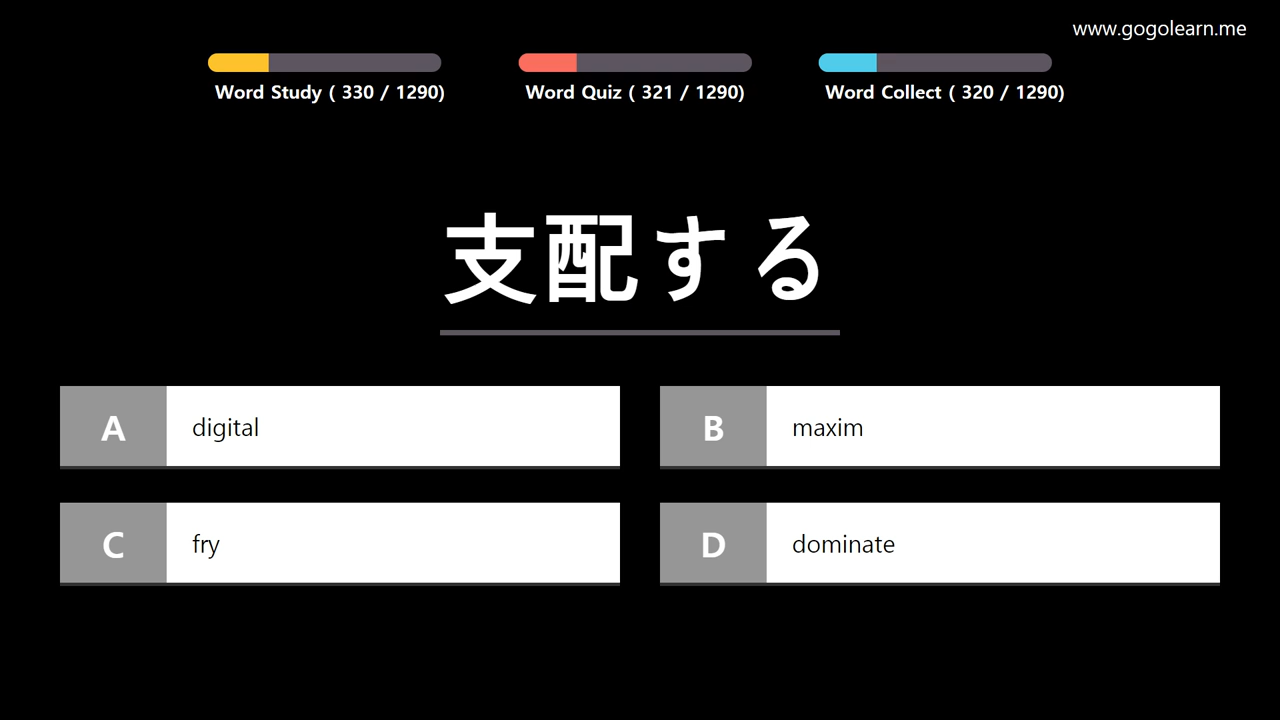 www.gogolearn.me
Word Study ( 330 / 1290)
Word Quiz ( 321 / 1290)
Word Collect ( 320 / 1290)
支配する
A digital
B maxim
C fry
D dominate